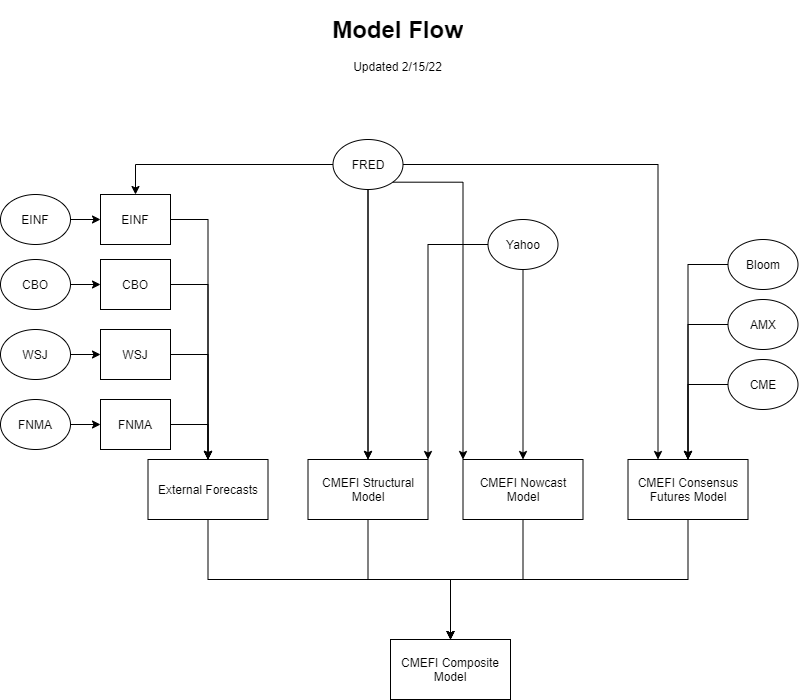 Model Flow
Updated 2/15/22
FRED
EINF
EINF
Yahoo
Bloom
CBO
CBO
AMX
WSJ
WSJ
CME
FNMA
FNMA
External Forecasts
CMEFI Structural
Model
CMEFI Nowcast
Model
CMEFI Consensus
Futures Model
CMEFI Composite
Model